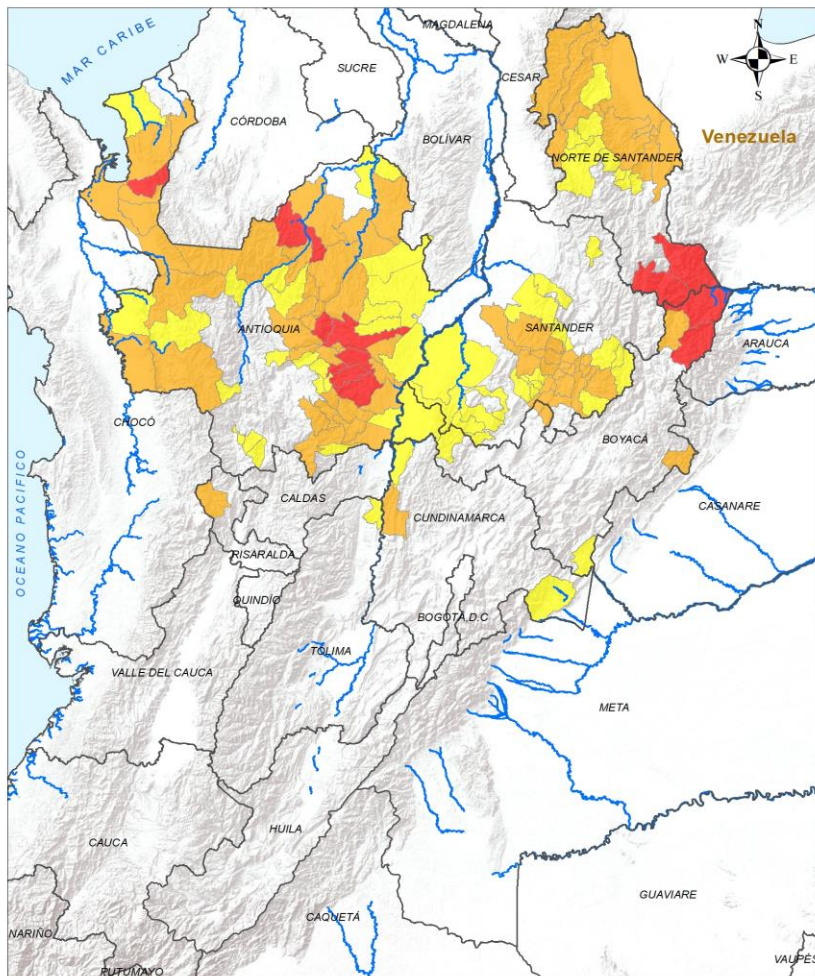 MAGDALENA
MAR CARIBE
N
W E
S
SUCRE
CESAR
CÓRDOBA
BOLÍVAR
Venezuela
NORTE DE SANTANDER
ANTIOQUIA
SANTANDER
ARAUCA
CHOCÓ
BOYACÁ
OCEANO PACIFICO
CALDAS
CASANARE
CUNDINAMARCA
RISARALDA
QUINDÍO
BOGOTÁ D.C
TOLIMA
VALLE DEL CAUCA
META
HUILA
CAUCA
GUAVIARE
CAQUETÁ
NARIÑO
PUTUMAYO
VAUPÉS